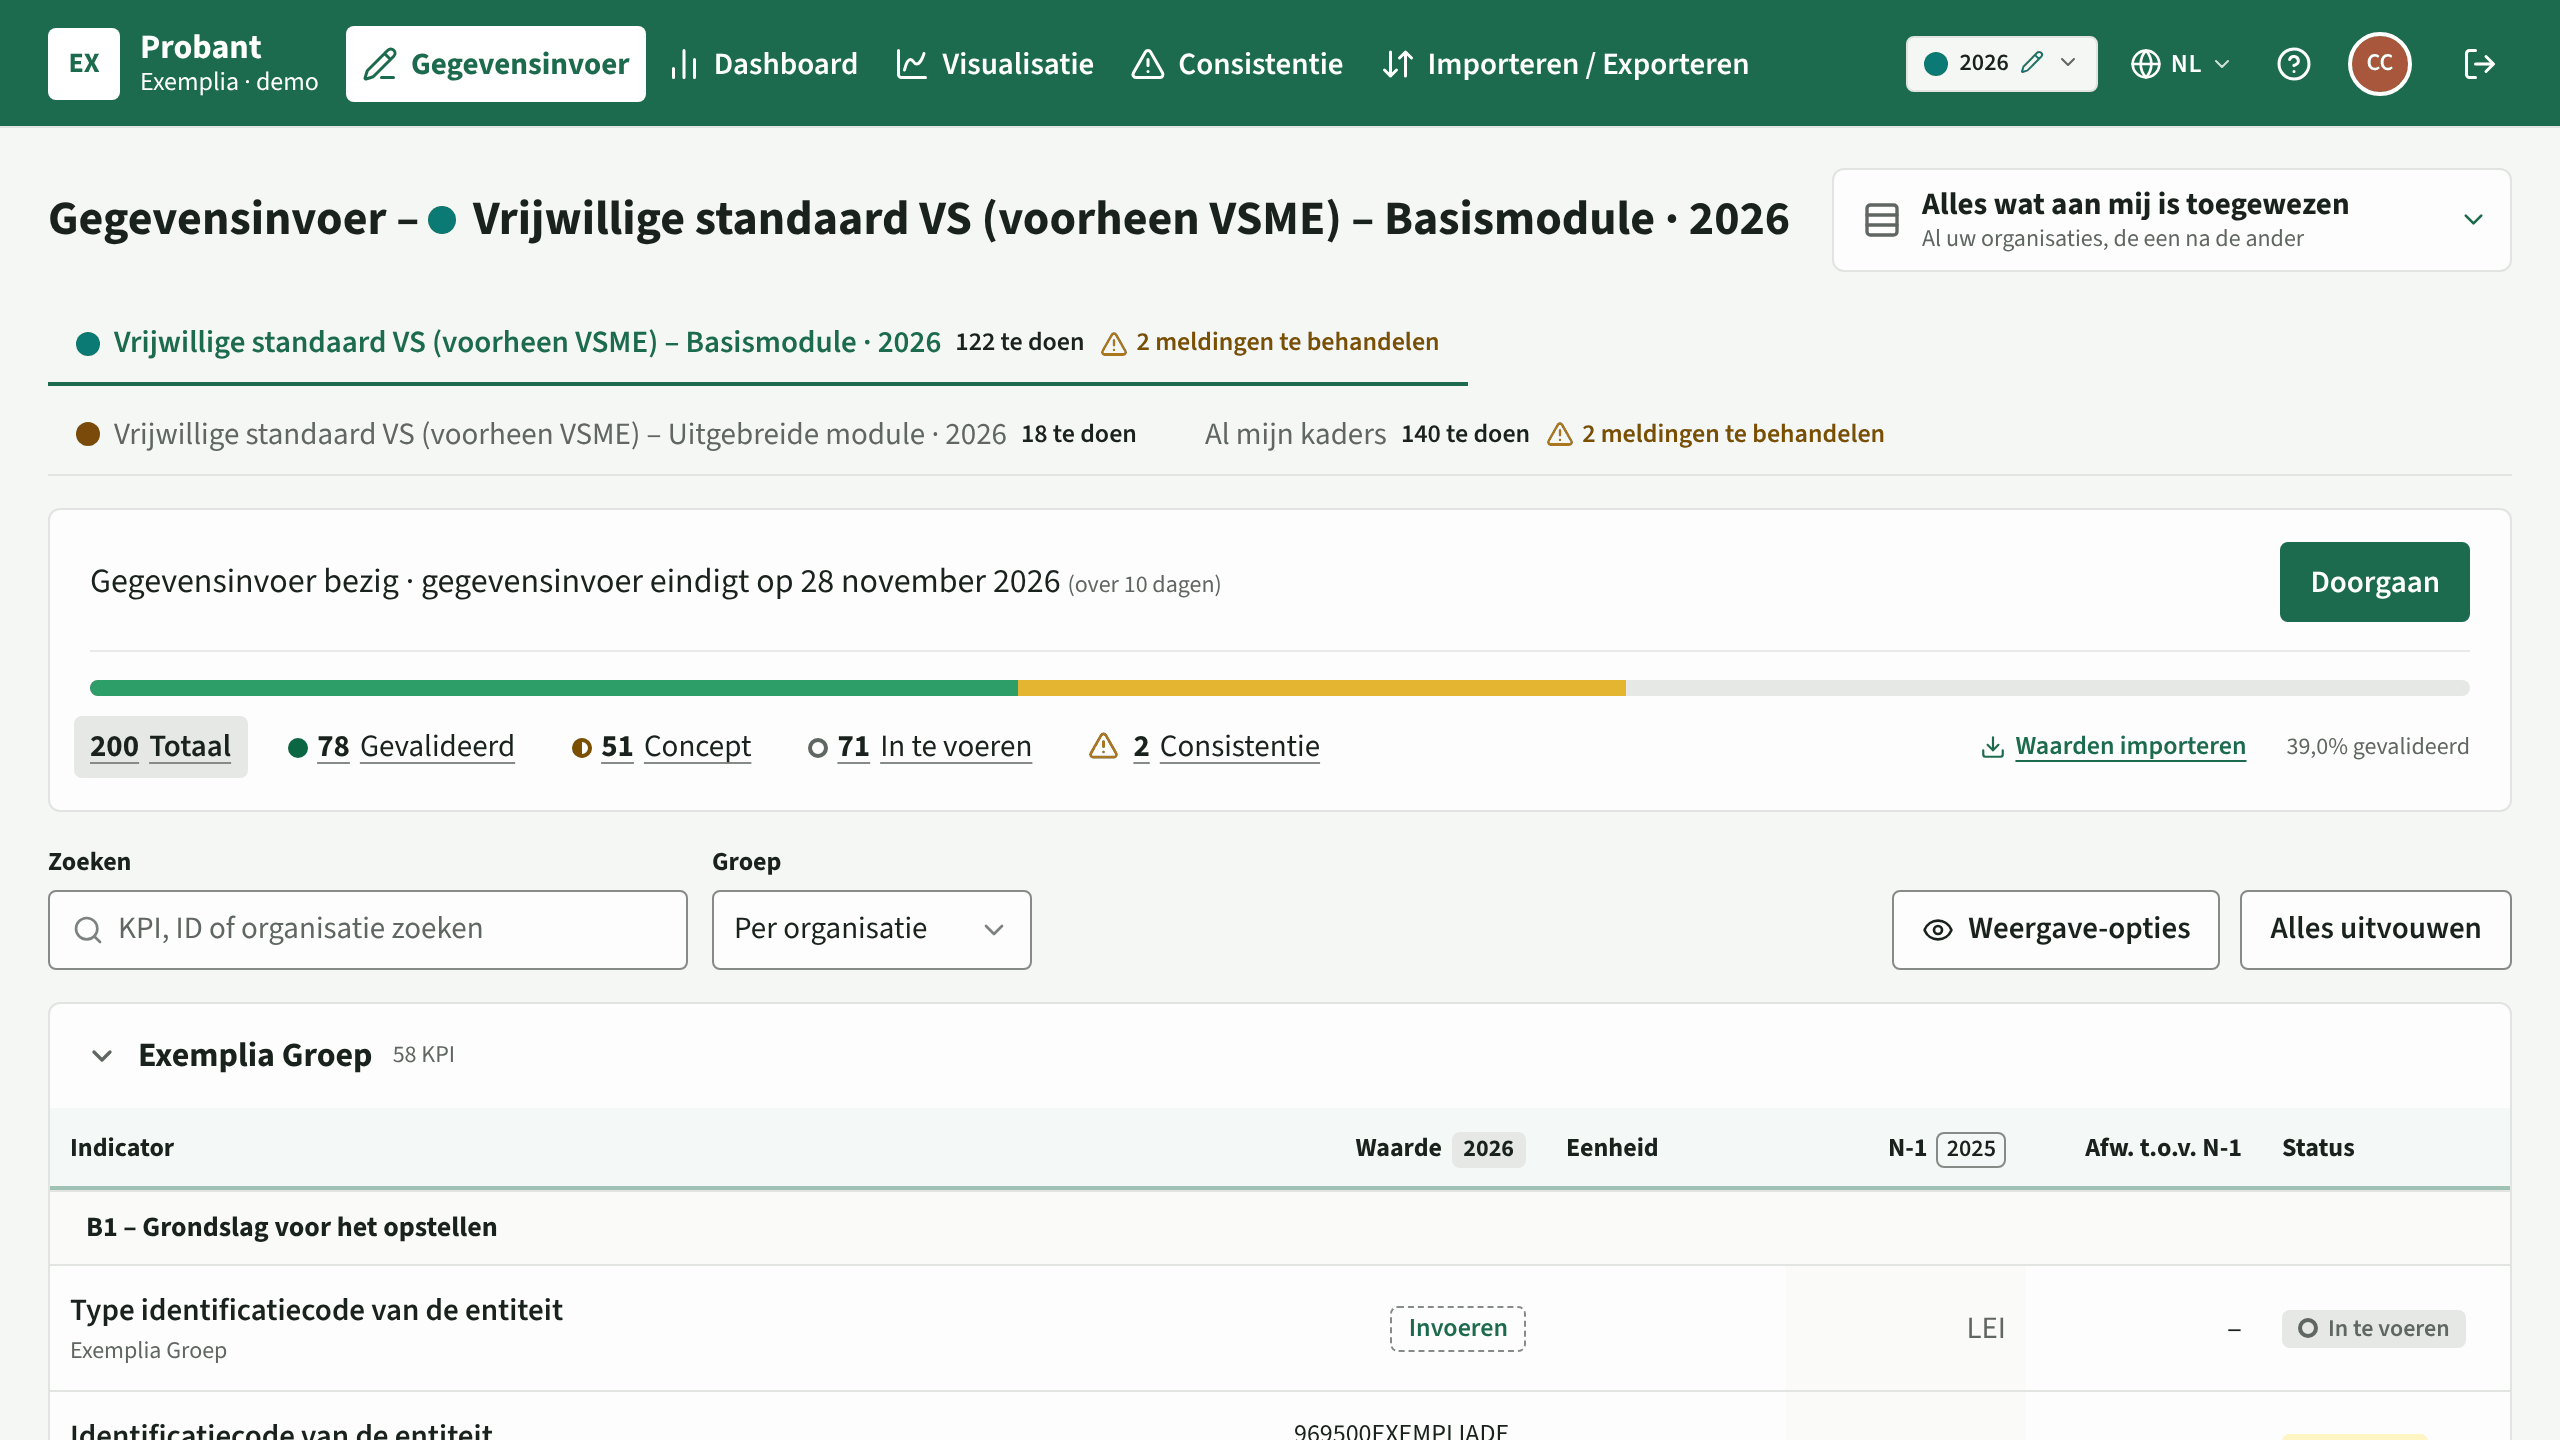 EX
Probant
Exemplia · demo
Gegevensinvoer
Dashboard
Visualisatie
Consistentie
Importeren / Exporteren
2026
NL
CC
Gegevensinvoer – Vrijwillige standaard VS (voorheen VSME) – Basismodule · 2026
Alles wat aan mij is toegewezen
Al uw organisaties, de een na de ander
Vrijwillige standaard VS (voorheen VSME) – Basismodule · 2026 122 te doen 2 meldingen te behandelen
Vrijwillige standaard VS (voorheen VSME) – Uitgebreide module · 2026 18 te doen
Al mijn kaders 140 te doen 2 meldingen te behandelen
Gegevensinvoer bezig · gegevensinvoer eindigt op 28 november 2026 (over 10 dagen)
Doorgaan
200 Totaal
78 Gevalideerd
51 Concept
71 In te voeren
2 Consistentie
Waarden importeren
39,0% gevalideerd
Zoeken
Groep
KPI, ID of organisatie zoeken
Per organisatie
Weergave-opties
Alles uitvouwen
Exemplia Groep 58 KPI
Indicator Waarde 2026 Eenheid N-1 2025 Afw. t.o.v. N-1 Status
B1 – Grondslag voor het opstellen
Type identificatiecode van de entiteit
Exemplia Groep
Invoeren
LEI
–
In te voeren
Identificatiecode van de entiteit
969500EXEMPLIADE